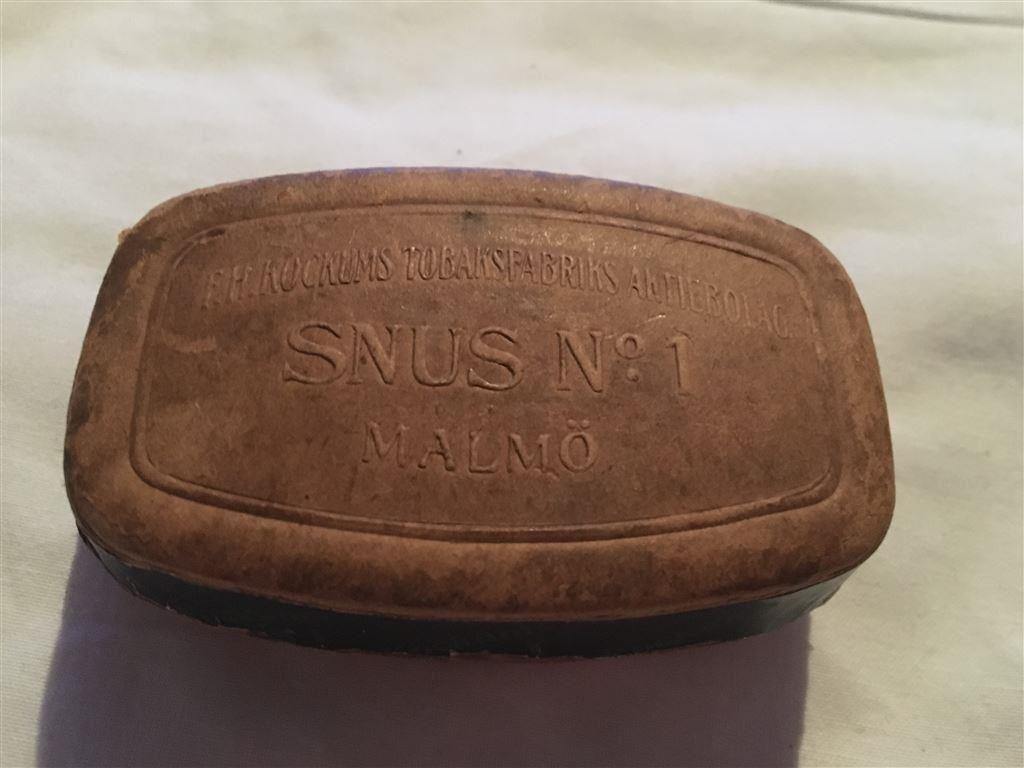 F. H. KOCKUMS TOBAKSFABRIKS AKTIEBOLAG.
SNUS Nº 1
MALMÖ